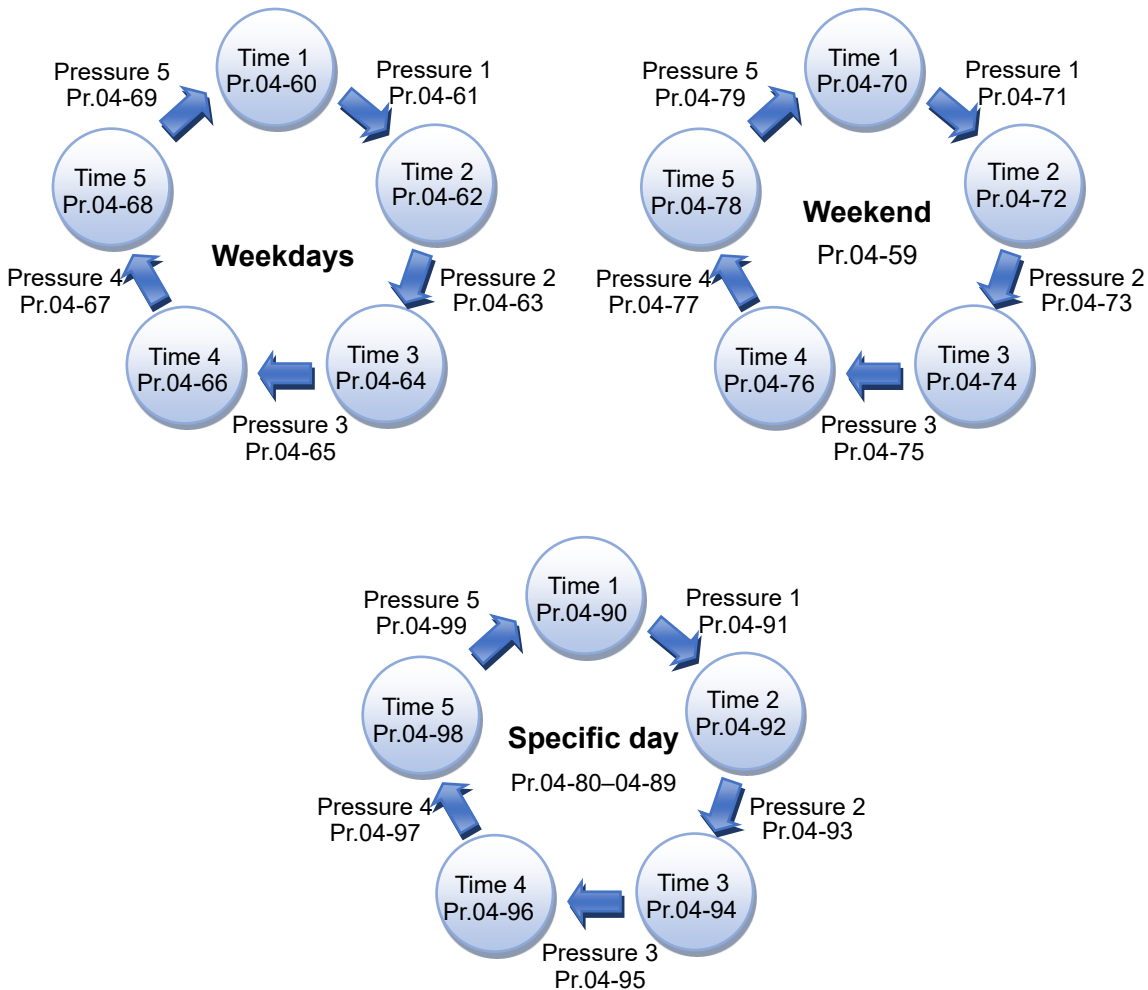 Time 1
Pr.04-60
Pressure 1
Pr.04-61
Time 2
Pr.04-62
Pressure 2
Pr.04-63
Time 3
Pr.04-64
Pressure 3
Pr.04-65
Time 4
Pr.04-66
Pressure 4
Pr.04-67
Time 5
Pr.04-68
Pressure 5
Pr.04-69
Weekdays
Time 1
Pr.04-70
Pressure 1
Pr.04-71
Time 2
Pr.04-72
Pressure 2
Pr.04-73
Time 3
Pr.04-74
Pressure 3
Pr.04-75
Time 4
Pr.04-76
Pressure 4
Pr.04-77
Time 5
Pr.04-78
Pressure 5
Pr.04-79
Weekend
Pr.04-59
Time 1
Pr.04-90
Pressure 1
Pr.04-91
Time 2
Pr.04-92
Pressure 2
Pr.04-93
Time 3
Pr.04-94
Pressure 3
Pr.04-95
Time 4
Pr.04-96
Pressure 4
Pr.04-97
Time 5
Pr.04-98
Pressure 5
Pr.04-99
Specific day
Pr.04-80–04-89